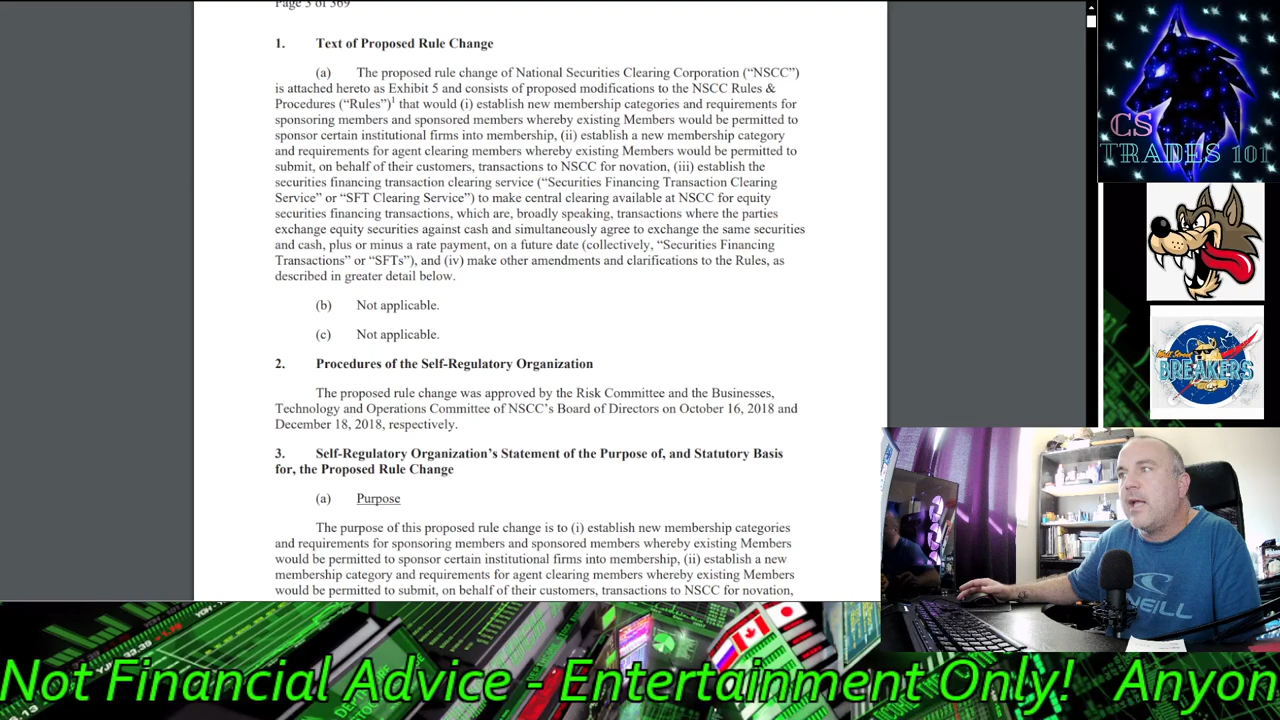 Page 3 of 369
1. Text of Proposed Rule Change
(a) The proposed rule change of National Securities Clearing Corporation (“NSCC”)
is attached hereto as Exhibit 5 and consists of proposed modifications to the NSCC Rules &
Procedures (“Rules”)1 that would (i) establish new membership categories and requirements for
sponsoring members and sponsored members whereby existing Members would be permitted to
sponsor certain institutional firms into membership, (ii) establish a new membership category
and requirements for agent clearing members whereby existing Members would be permitted to
submit, on behalf of their customers, transactions to NSCC for novation, (iii) establish the
securities financing transaction clearing service (“Securities Financing Transaction Clearing
Service” or “SFT Clearing Service”) to make central clearing available at NSCC for equity
securities financing transactions, which are, broadly speaking, transactions where the parties
exchange equity securities against cash and simultaneously agree to exchange the same securities
and cash, plus or minus a rate payment, on a future date (collectively, “Securities Financing
Transactions” or “SFTs”), and (iv) make other amendments and clarifications to the Rules, as
described in greater detail below.
(b) Not applicable.
(c) Not applicable.
2. Procedures of the Self-Regulatory Organization
The proposed rule change was approved by the Risk Committee and the Businesses,
Technology and Operations Committee of NSCC’s Board of Directors on October 16, 2018 and
December 18, 2018, respectively.
3. Self-Regulatory Organization’s Statement of the Purpose of, and Statutory Basis
for, the Proposed Rule Change
(a) Purpose
The purpose of this proposed rule change is to (i) establish new membership categories
and requirements for sponsoring members and sponsored members whereby existing Members
would be permitted to sponsor certain institutional firms into membership, (ii) establish a new
membership category and requirements for agent clearing members whereby existing Members
would be permitted to submit, on behalf of their customers, transactions to NSCC for novation,
CS
TRADES 101
Wall Street
BREAKERS
O'NEILL
Not Financial Advice - Entertainment Only! Anyon